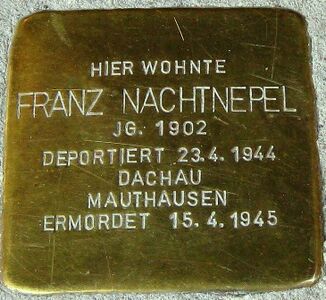 HIER WOHNTE
FRANZ NACHTNEPEL
JG. 1902
DEPORTIERT 23.4.1944
DACHAU
MAUTHAUSEN
ERMORDET 15.4.1945